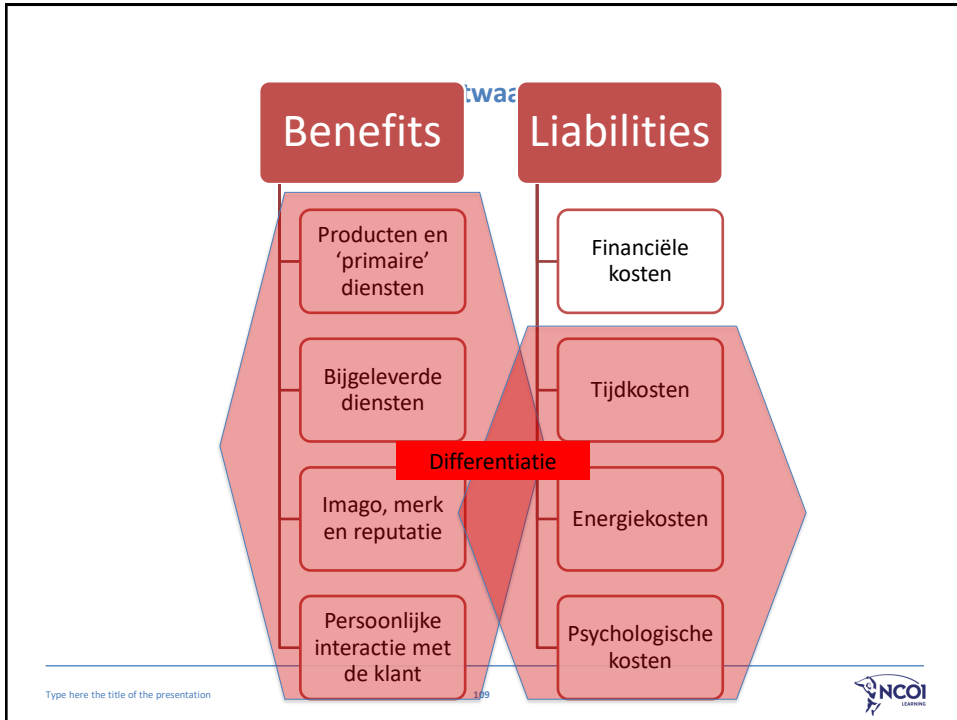 Benefits
Liabilities
Producten en
‘primaire’
diensten
Bijgeleverde
diensten
Imago, merk
en reputatie
Persoonlijke
interactie met
de klant
Financiële
kosten
Tijdkosten
Energiekosten
Psychologische
kosten
Differentiatie
Type here the title of the presentation
109
NCOI
LEARNING